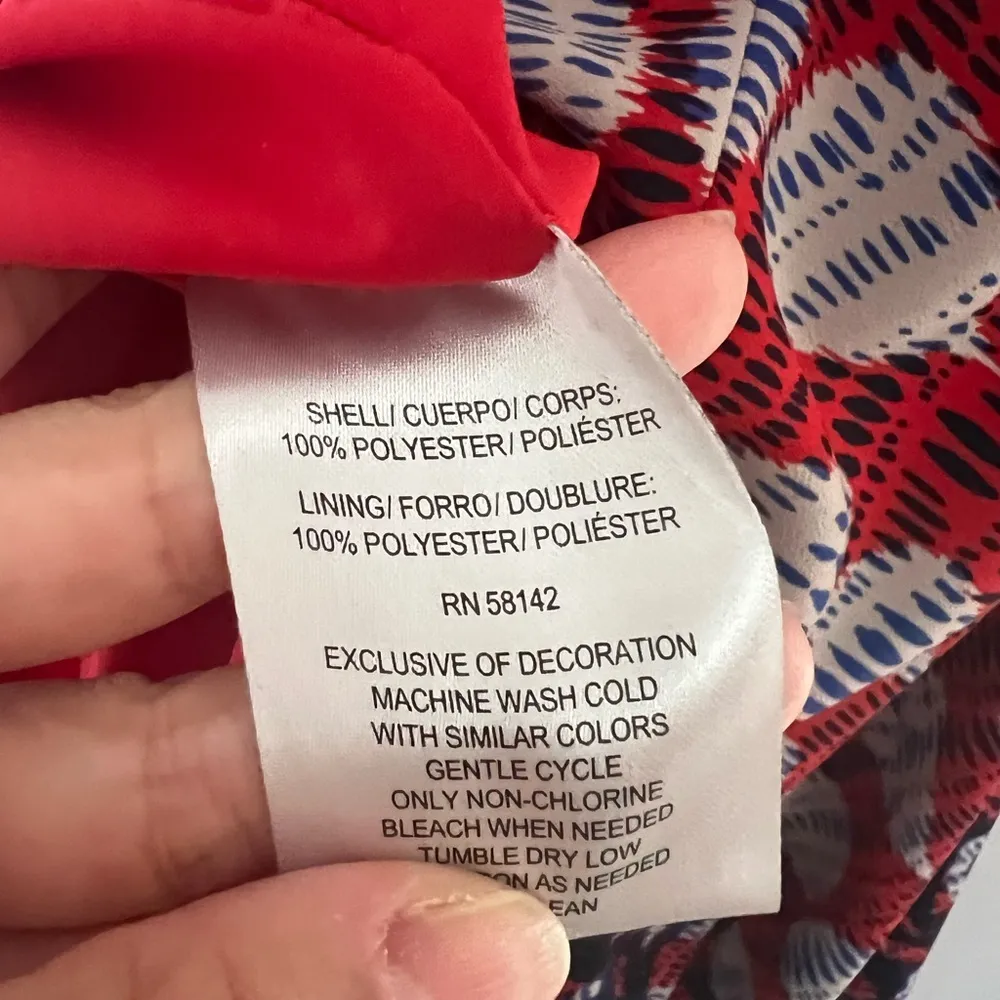 SHELL/ CUERPO/ CORPS:
100% POLYESTER/ POLIÉSTER
LINING/ FORRO/ DOUBLURE:
100% POLYESTER/ POLIÉSTER
RN 58142
EXCLUSIVE OF DECORATION
MACHINE WASH COLD
WITH SIMILAR COLORS
GENTLE CYCLE
ONLY NON-CHLORINE
BLEACH WHEN NEEDED
TUMBLE DRY LOW
AS NEEDED